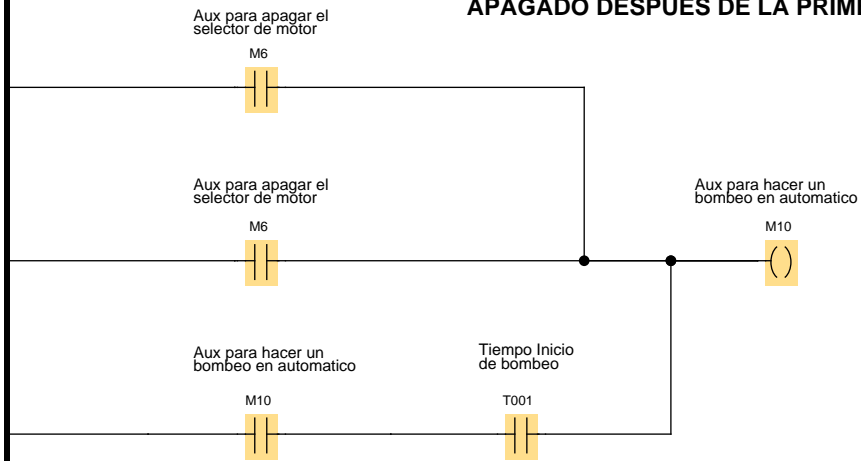 APAGADO DESPUES DE LA
Aux para apagar el
selector de motor
M6
Aux para apagar el
selector de motor
M6
Aux para hacer un
bombeo en automatico
M10
Aux para hacer un
bombeo en automatico
M10
Tiempo Inicio
de bombeo
T001